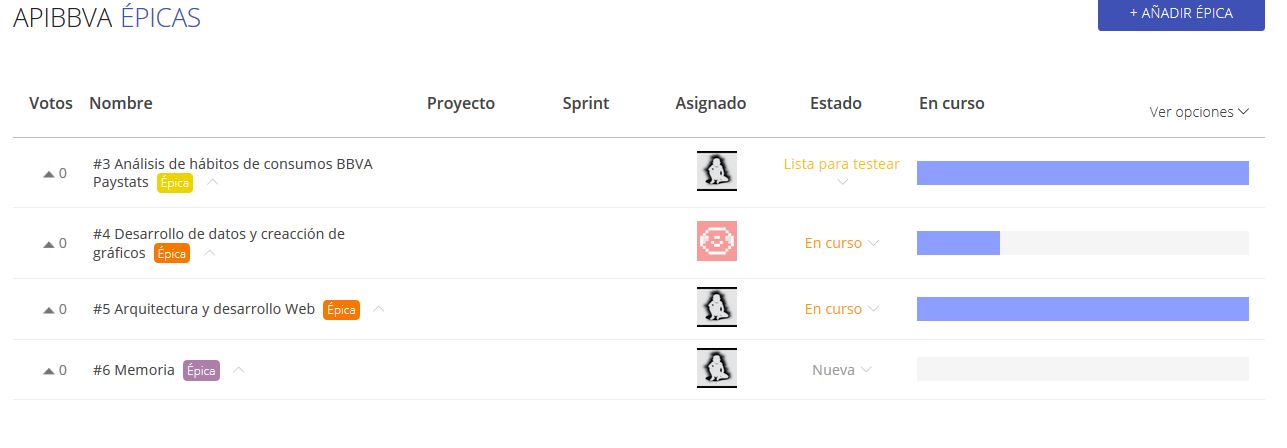 APIBBVA ÉPICAS
+ AÑADIR ÉPICA
Votos Nombre Proyecto Sprint Asignado Estado En curso Ver opciones
0 #3 Análisis de hábitos de consumos BBVA
Paystats Épica
Lista para testear
0 #4 Desarrollo de datos y creacción de
gráficos Épica
En curso
0 #5 Arquitectura y desarrollo Web Épica En curso
0 #6 Memoria Épica Nueva